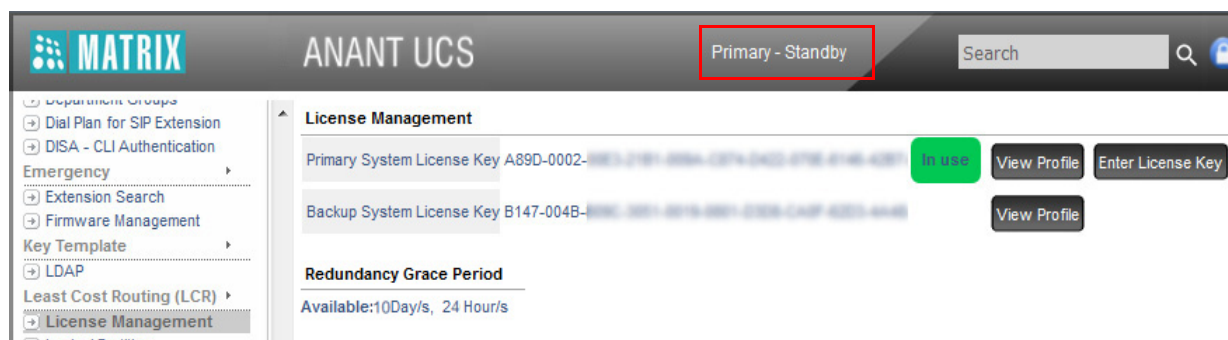 MATRIX
ANANT UCS
Primary - Standby
Search
Dial Plan for SIP Extension
DISA - CLI Authentication
Emergency
Extension Search
Firmware Management
Key Template
LDAP
Least Cost Routing (LCR)
License Management
License Management
Primary System License Key A89D-0002- In use View Profile Enter License Key
Backup System License Key B147-004B- View Profile
Redundancy Grace Period
Available:10Day/s, 24 Hour/s